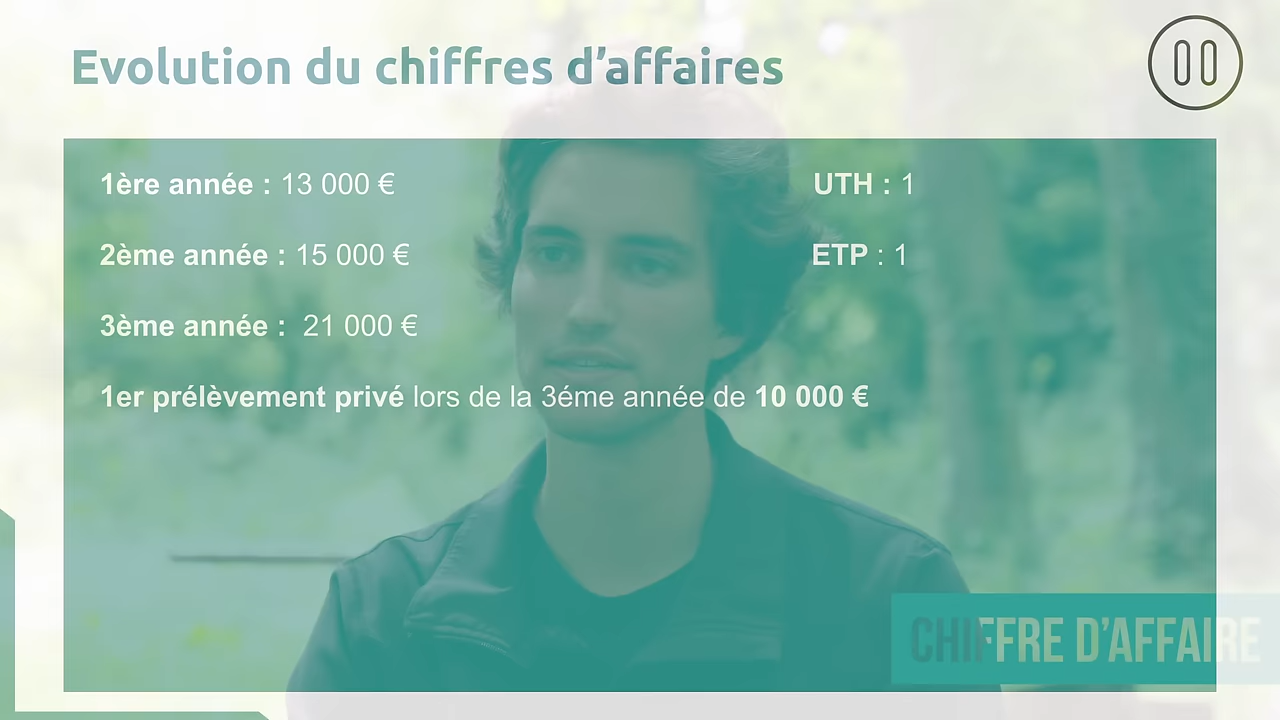 Evolution du chiffres d’affaires
1ère année : 13 000 €
UTH : 1
2ème année : 15 000 €
ETP : 1
3ème année :  21 000 €
1er prélèvement privé lors de la 3éme année de 10 000 €
CHIFFRE D’AFFAIRE